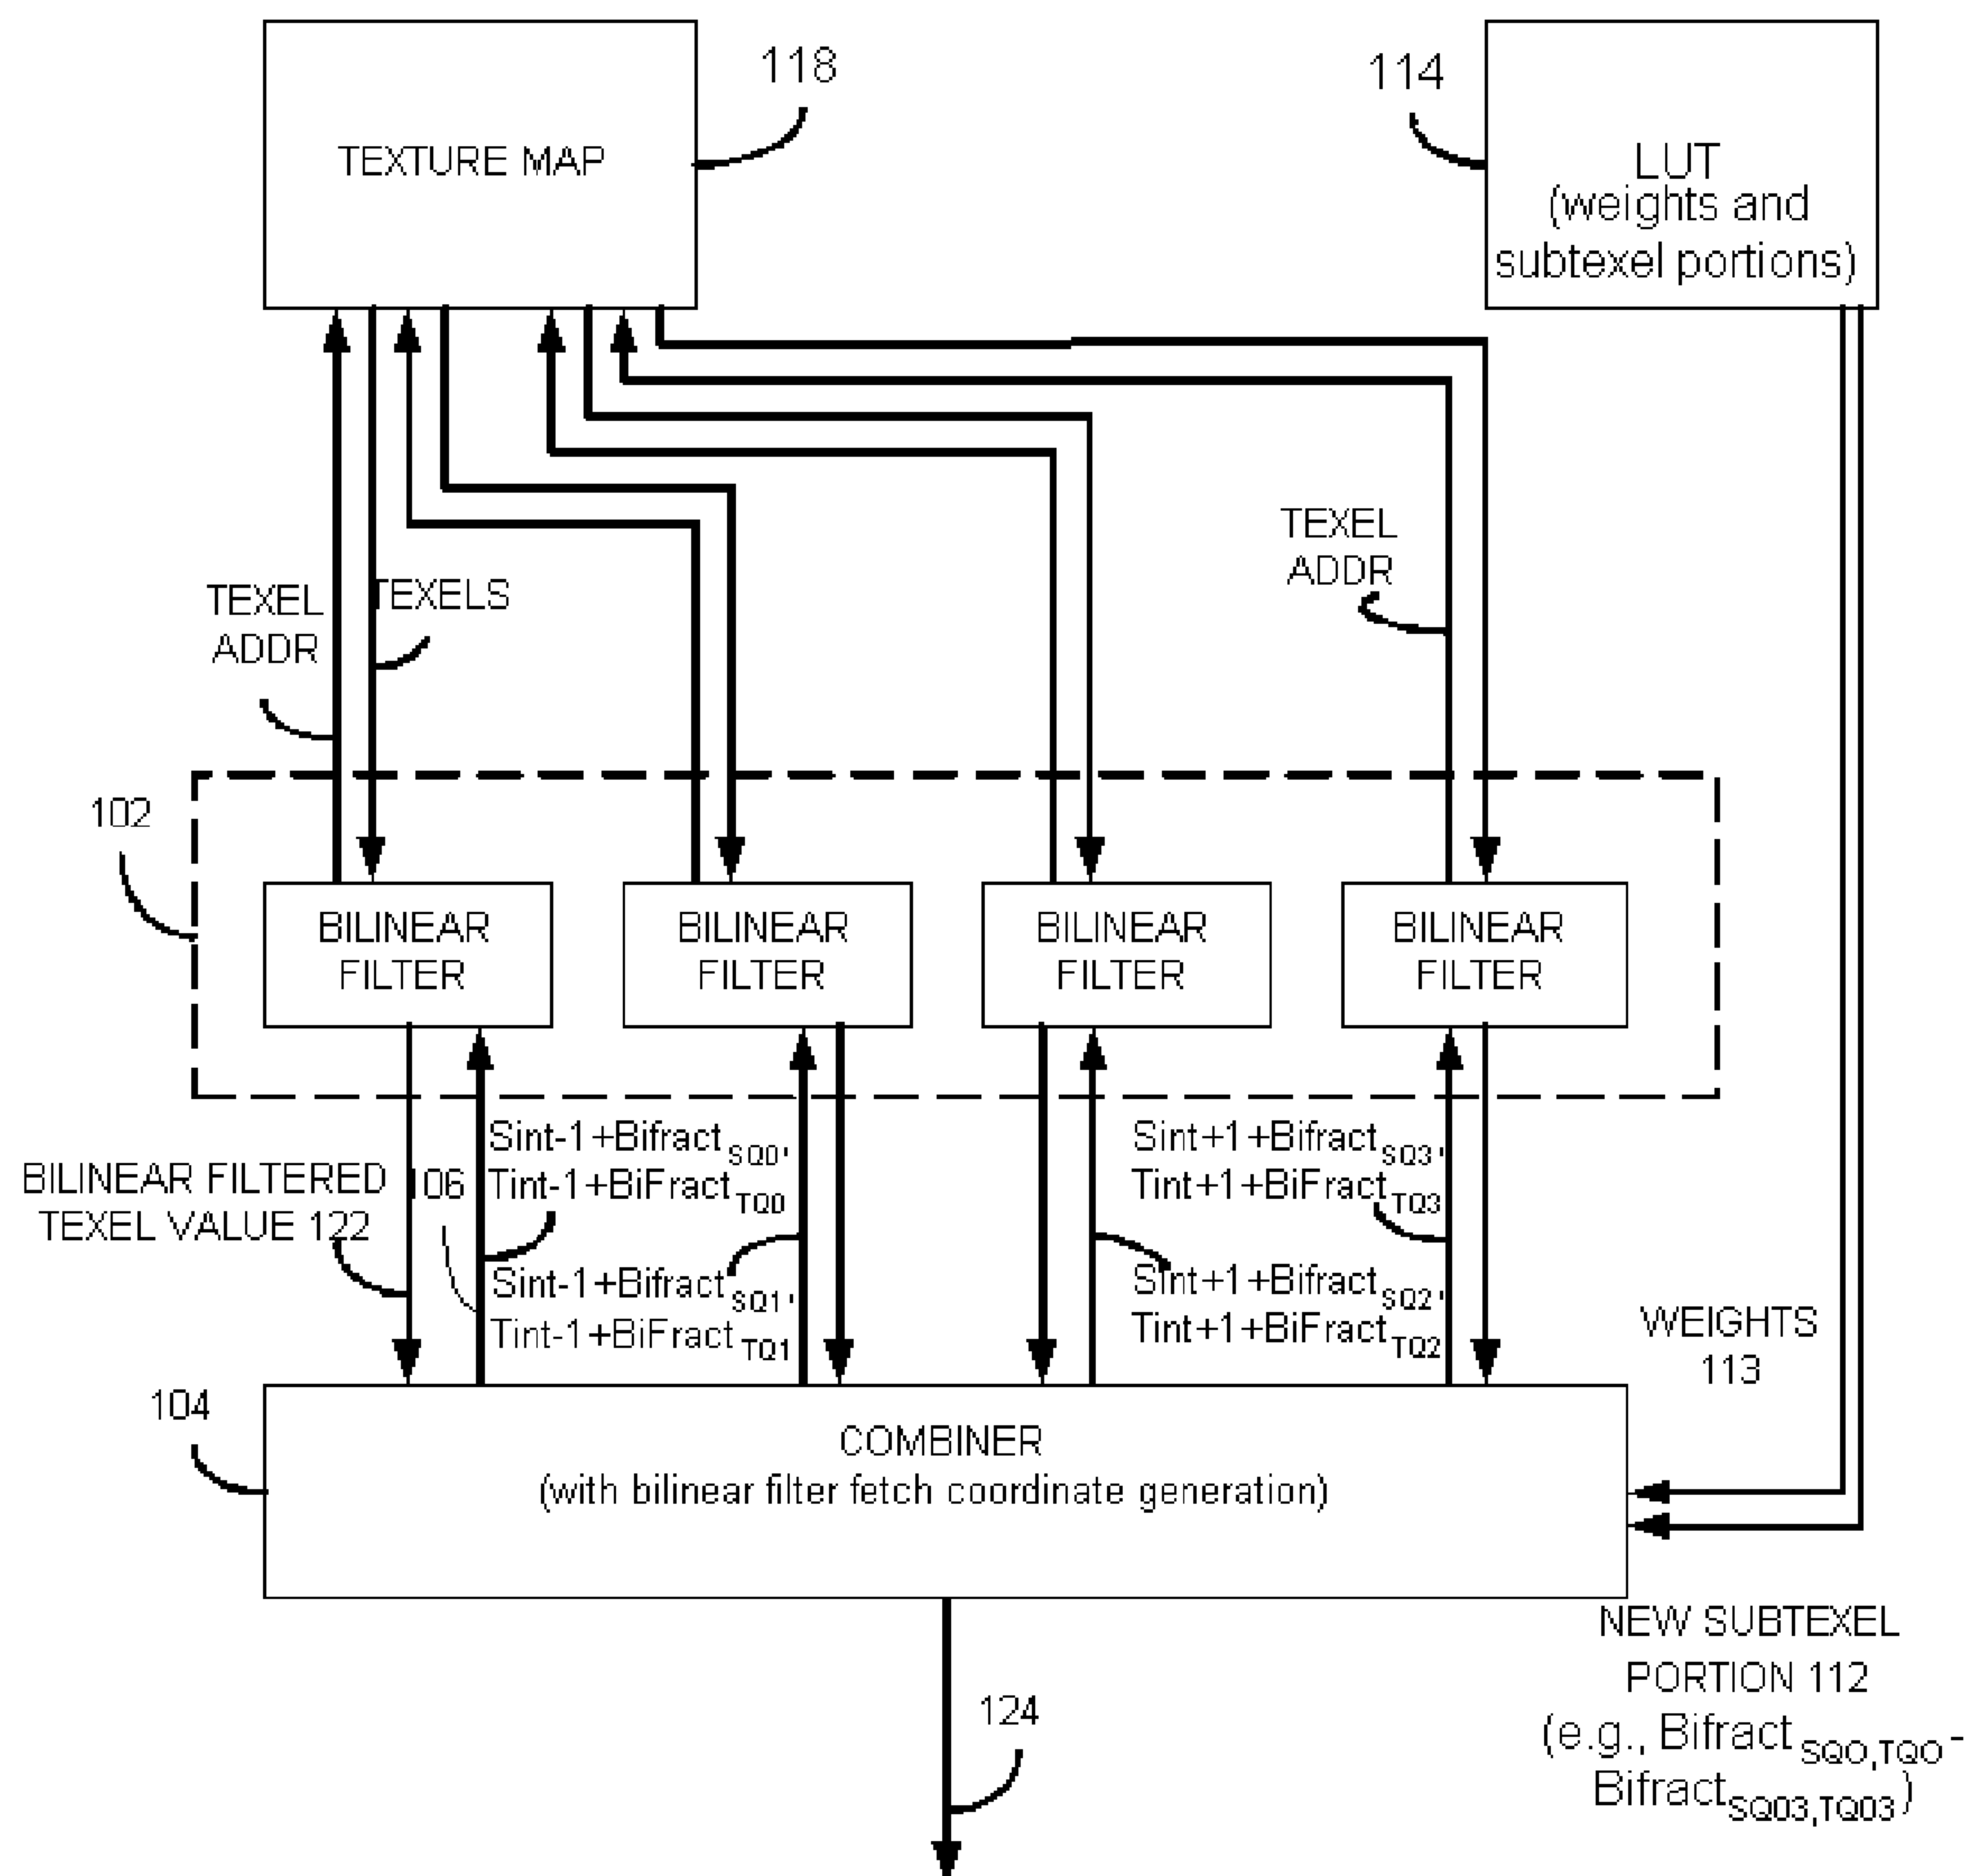 118
114
TEXTURE MAP
LUT
(weights and
subtexel portions)
TEXEL
ADDR
TEXELS
TEXEL
ADDR
102
BILINEAR
FILTER
BILINEAR
FILTER
BILINEAR
FILTER
BILINEAR
FILTER
BILINEAR FILTERED
TEXEL VALUE 122
106
Sint-1+Bifract SQ0,
Tint-1+BiFract TQ0
Sint-1+Bifract SQ1,
Tint-1+BiFract TQ1
Sint+1+Bifract SQ3,
Tint+1+BiFract TQ3
Sint+1+Bifract SQ2,
Tint+1+BiFract TQ2
WEIGHTS
113
104
COMBINER
(with bilinear filter fetch coordinate generation)
NEW SUBTEXEL
PORTION 112
(e.g., Bifract SQO,TQO -
Bifract SQ03,TQ03)
124